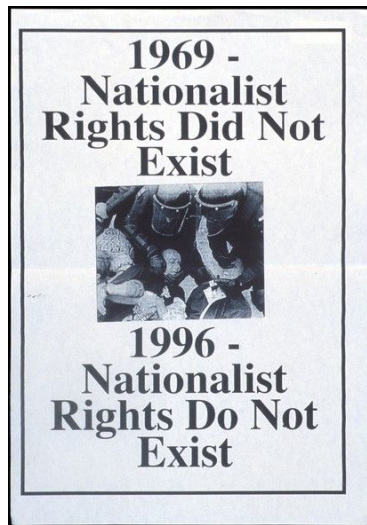 1969 -
Nationalist
Rights Did Not
Exist
1996 -
Nationalist
Rights Do Not
Exist